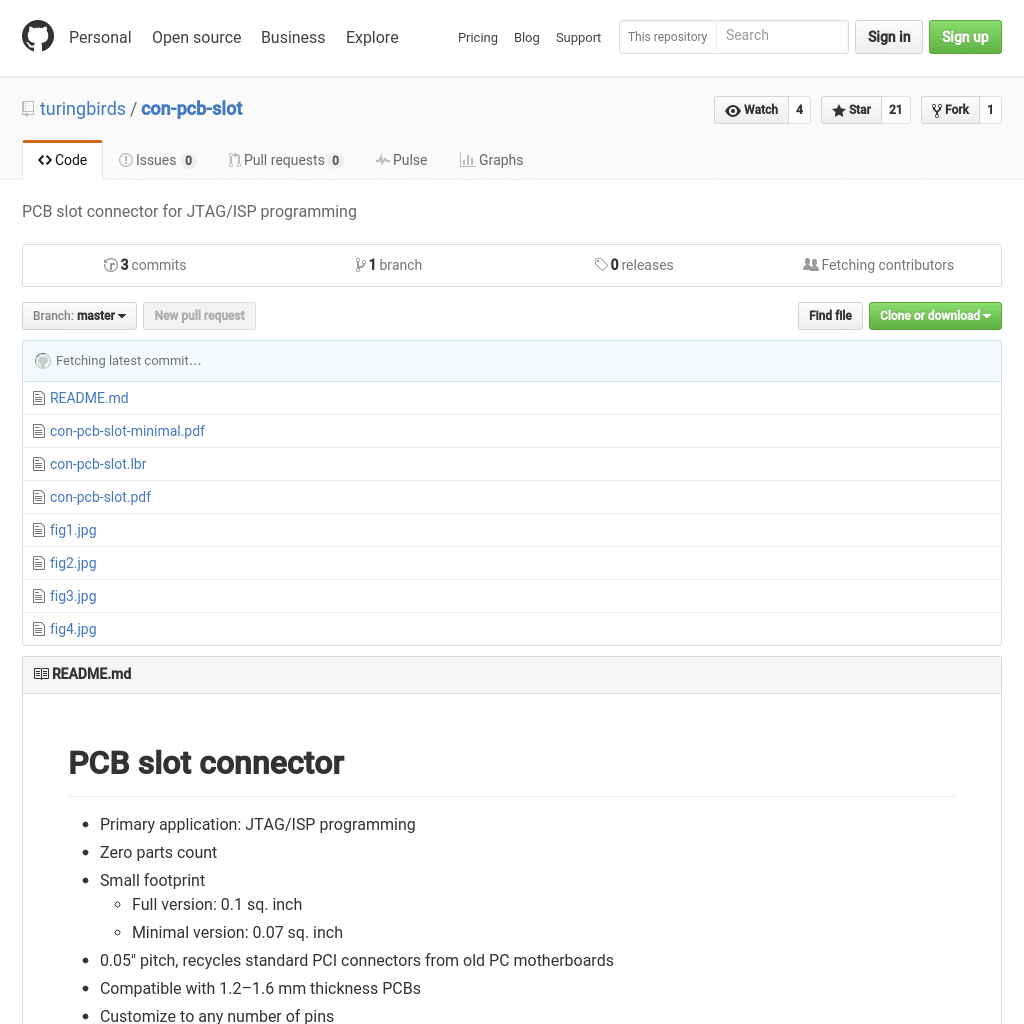 Personal Open source Business Explore Pricing Blog Support This repository Search Sign in Sign up
turingbirds / con-pcb-slot Watch 4 Star 21 Fork 1
Code Issues 0 Pull requests 0 Pulse Graphs
PCB slot connector for JTAG/ISP programming
3 commits 1 branch 0 releases Fetching contributors
Branch: master New pull request Find file Clone or download
Fetching latest commit…
README.md
con-pcb-slot-minimal.pdf
con-pcb-slot.lbr
con-pcb-slot.pdf
fig1.jpg
fig2.jpg
fig3.jpg
fig4.jpg
README.md
PCB slot connector
Primary application: JTAG/ISP programming
Zero parts count
Small footprint
Full version: 0.1 sq. inch
Minimal version: 0.07 sq. inch
0.05" pitch, recycles standard PCI connectors from old PC motherboards
Compatible with 1.2–1.6 mm thickness PCBs
Customize to any number of pins